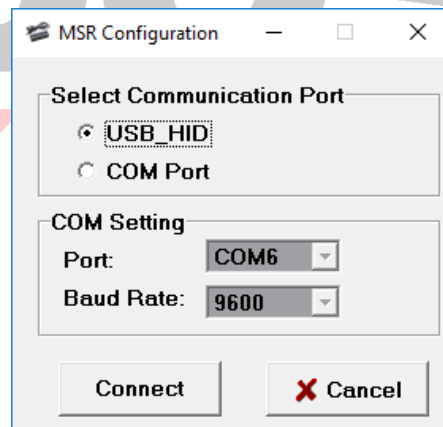 MSR Configuration
Select Communication Port
USB_HID
COM Port
COM Setting
Port: COM6
Baud Rate: 9600
Connect Cancel